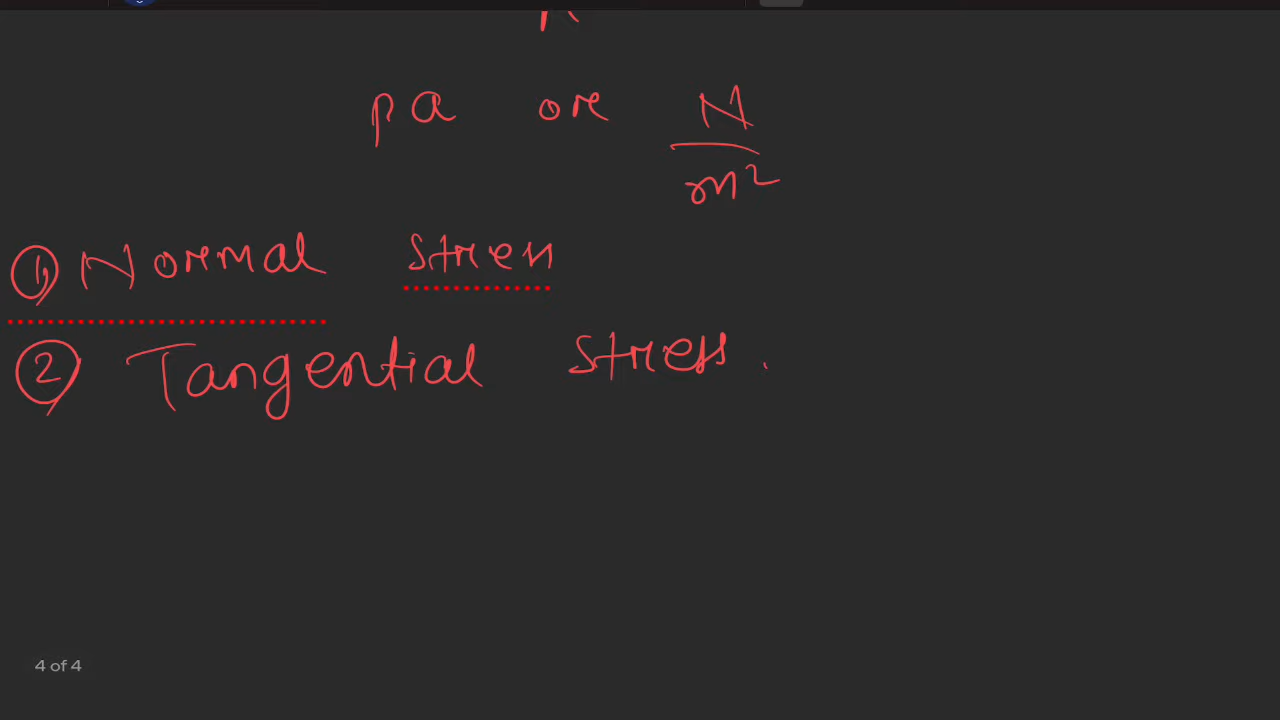 pa or N/m²
① Normal stress
② Tangential stress.
4 of 4